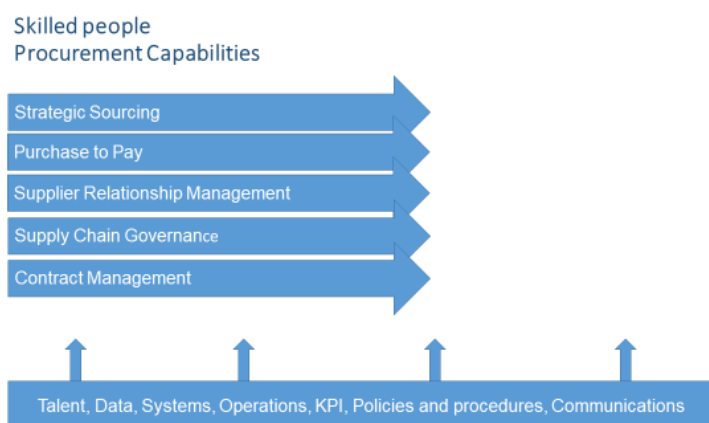 Skilled people
Procurement Capabilities
Strategic Sourcing
Purchase to Pay
Supplier Relationship Management
Supply Chain Governance
Contract Management
Talent, Data, Systems, Operations, KPI, Policies and procedures, Communications